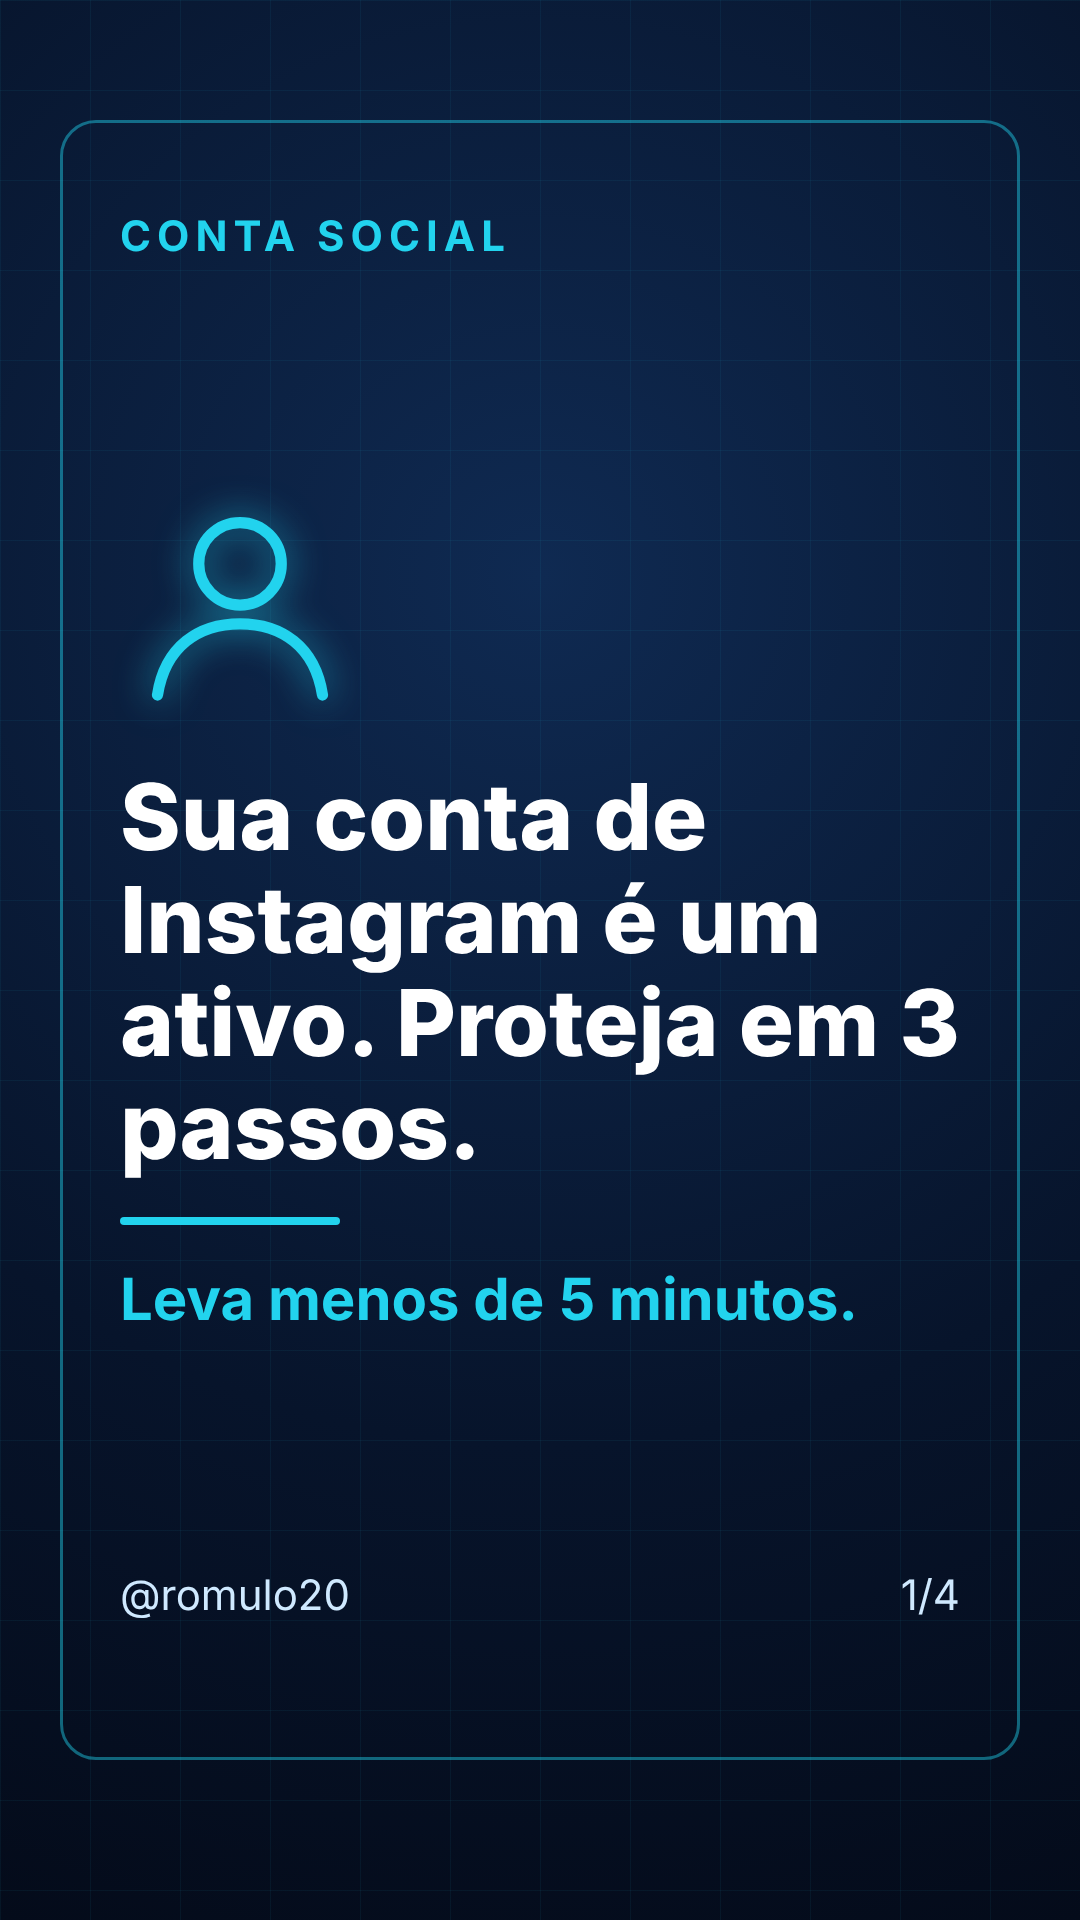 CONTA SOCIAL
Sua conta de
Instagram é um
ativo. Proteja em 3
passos.
Leva menos de 5 minutos.
@romulo20
1/4